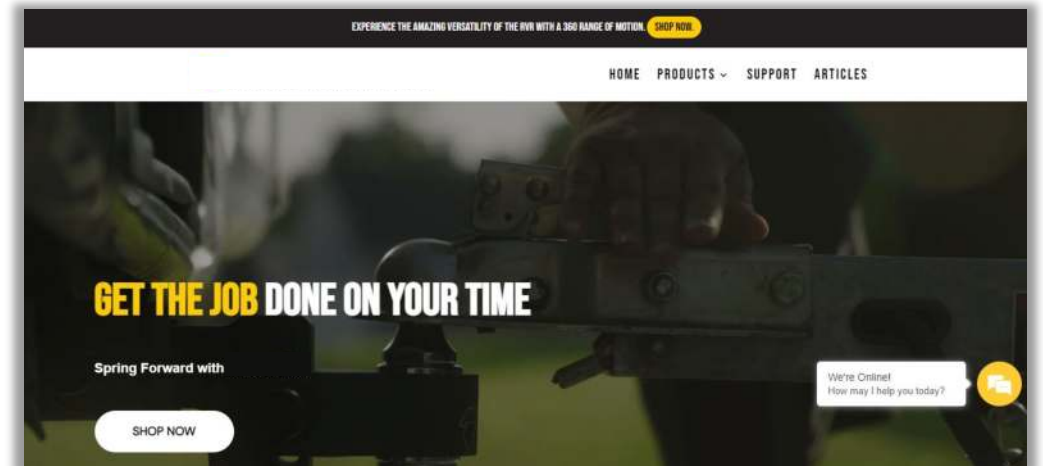 EXPERIENCE THE AMAZING VERSATILITY OF THE RVR WITH A 360 RANGE OF MOTION. SHOP NOW.
HOME PRODUCTS SUPPORT ARTICLES
GET THE JOB DONE ON YOUR TIME
Spring Forward with
We're Online!
How may I help you today?
SHOP NOW